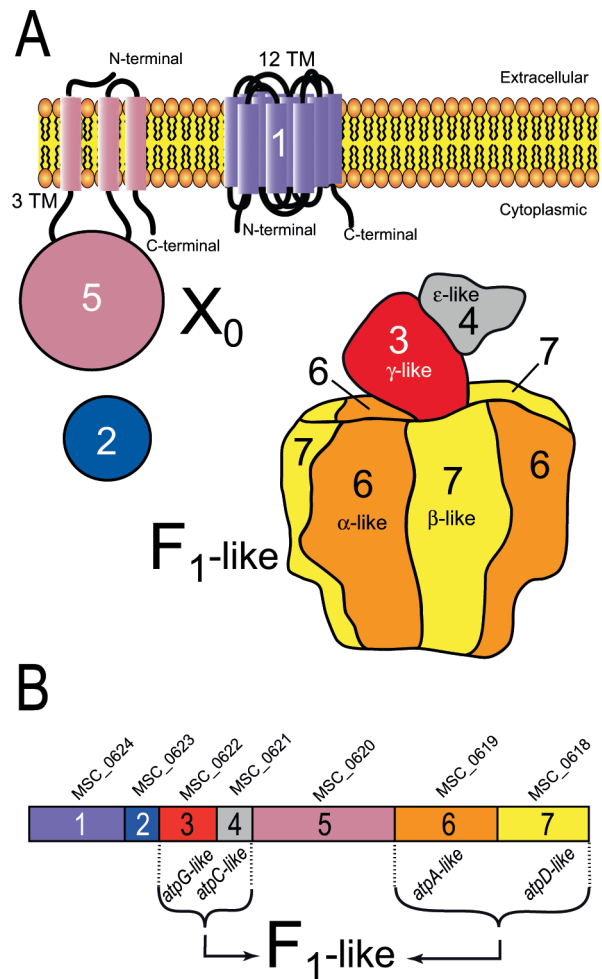 A
N-terminal
12 TM
Extracellular
1
3 TM
Cytoplasmic
C-terminal
N-terminal
C-terminal
5
X0
ε-like
4
3
γ-like
7
6
2
7
6
α-like
7
β-like
6
F1-like
B
MSC_0624
MSC_0623
MSC_0622
MSC_0621
MSC_0620
MSC_0619
MSC_0618
1 2 3 4 5 6 7
atpG-like
atpC-like
atpA-like
atpD-like
F1-like